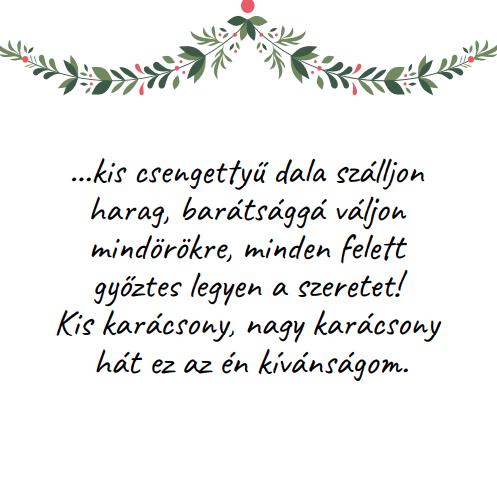 ...kis csengettyű dala szálljon
harag, barátsággá váljon
mindörökre, minden felett
győztes legyen a szeretet!
Kis karácsony, nagy karácsony
hát ez az én kívánságom.